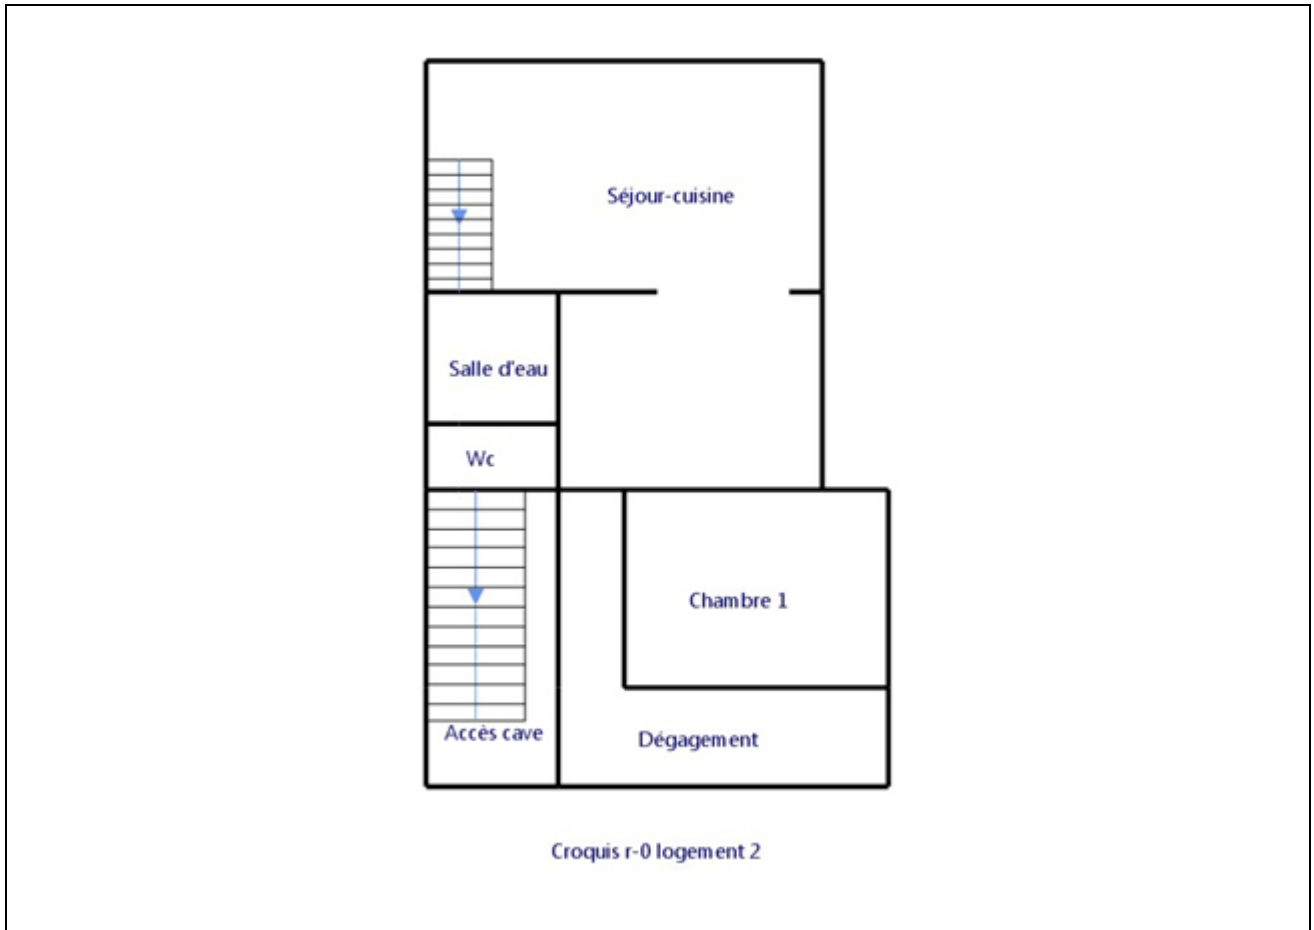 Séjour-cuisine
Salle d'eau
Wc
Chambre 1
Accès cave
Dégagement
Croquis r-0 logement 2